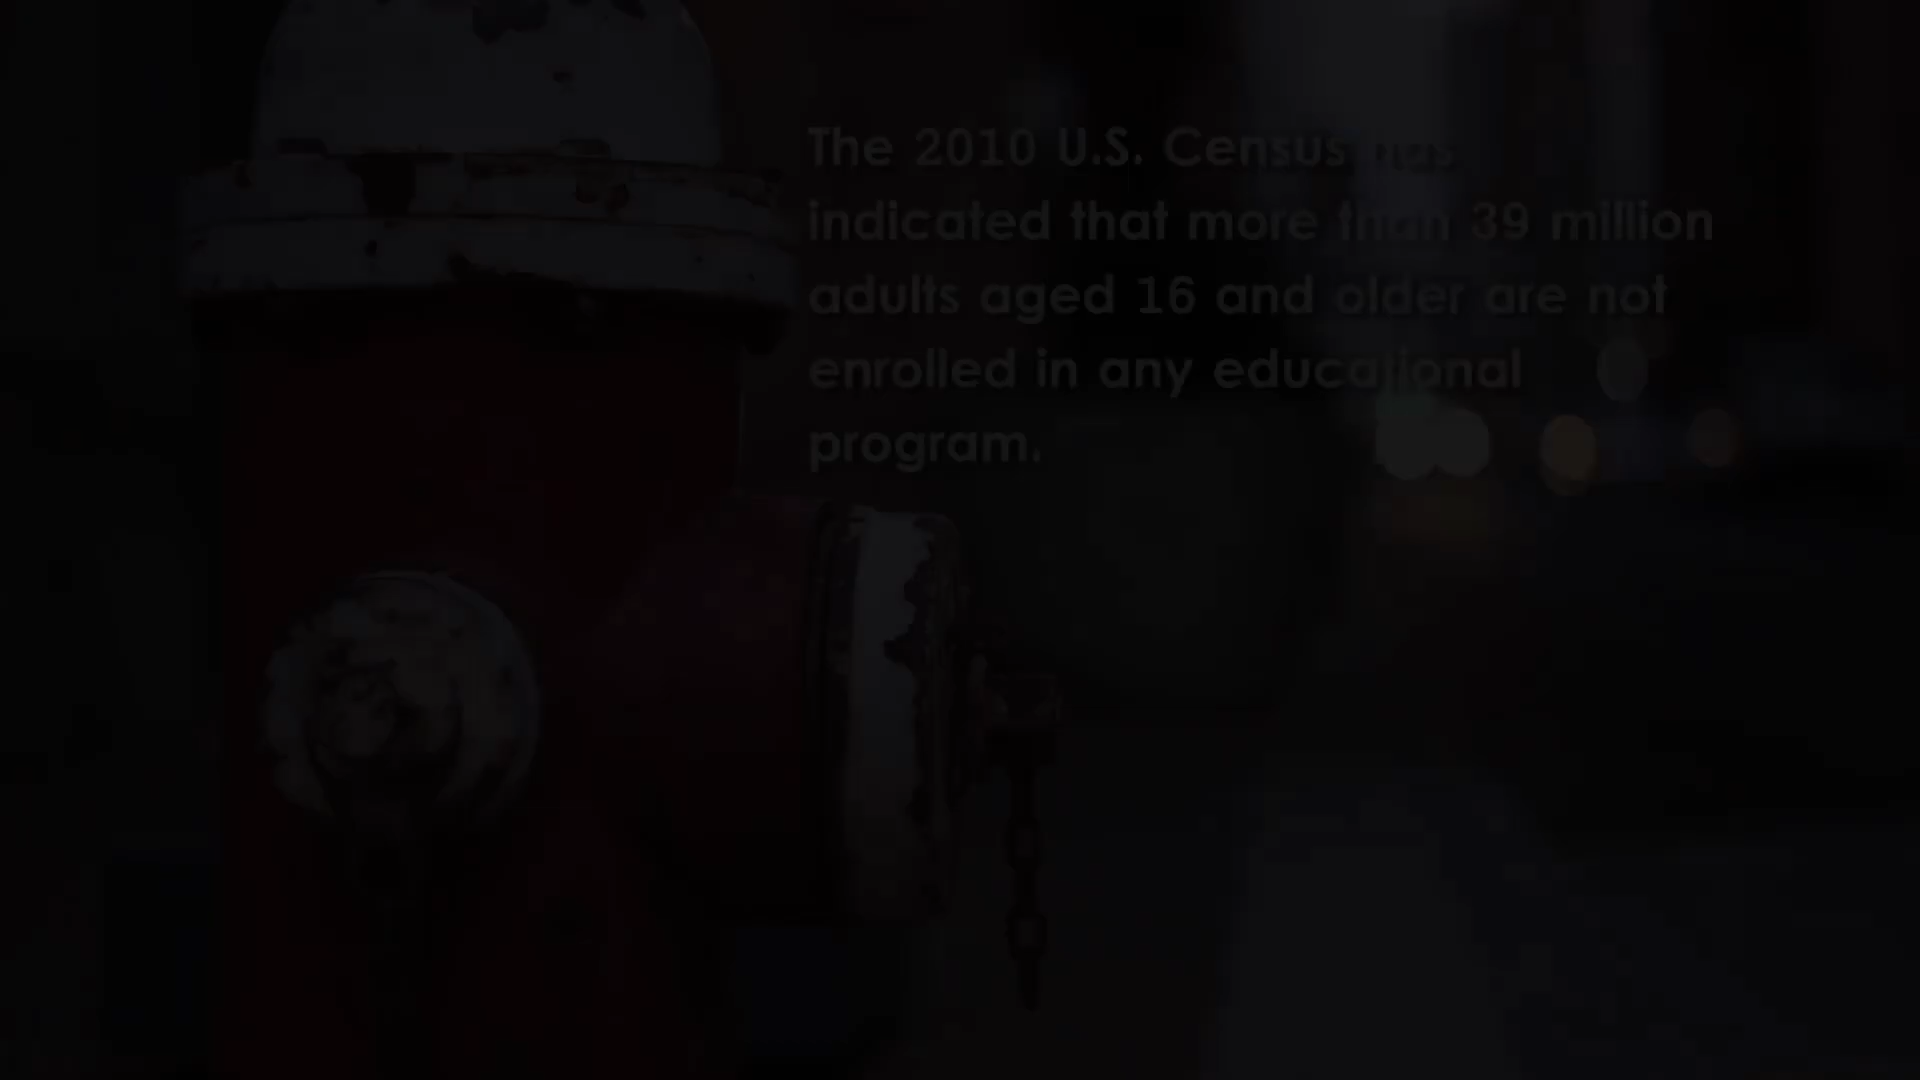 The 2010 U.S. Census has
indicated that more than 39 million
adults aged 16 and older are not
enrolled in any educational
program.